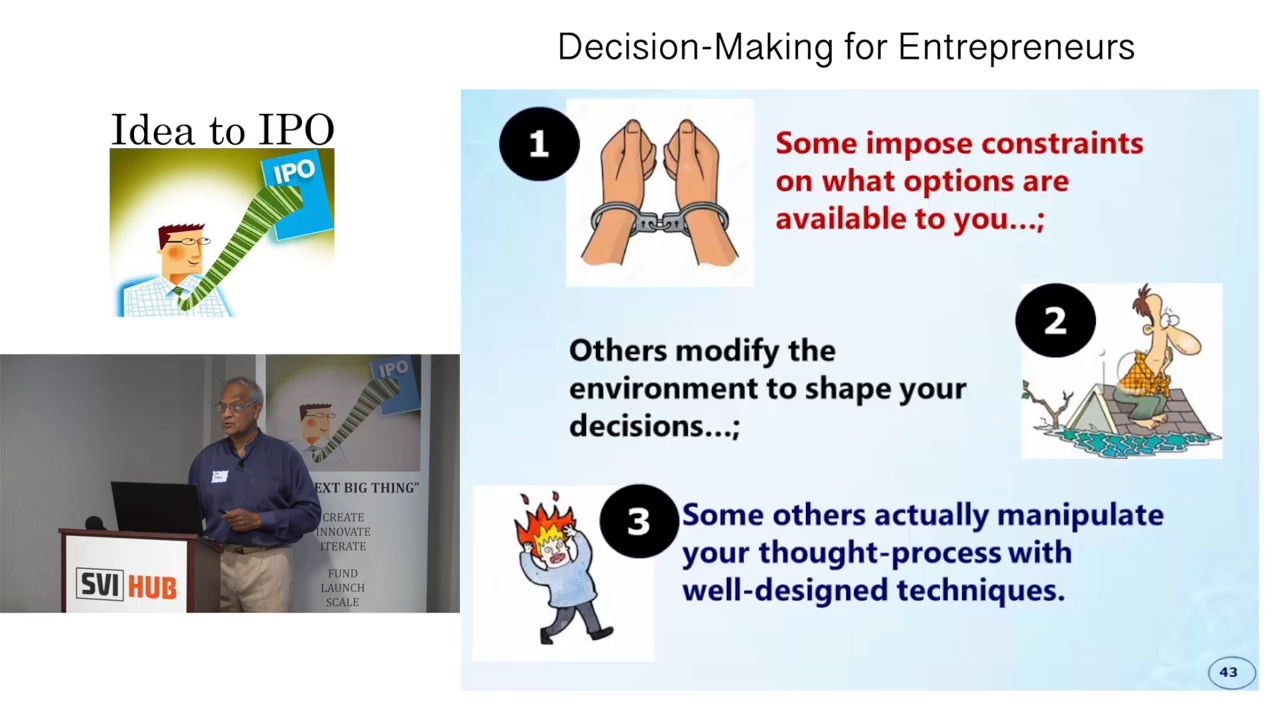 Decision-Making for Entrepreneurs
Idea to IPO
IPO
1
Some impose constraints
on what options are
available to you...;
2
Others modify the
environment to shape your
decisions...;
3
Some others actually manipulate
your thought-process with
well-designed techniques.
43
IPO
EXT BIG THING"
CREATE
INNOVATE
ITERATE
FUND
LAUNCH
SCALE
SVI HUB